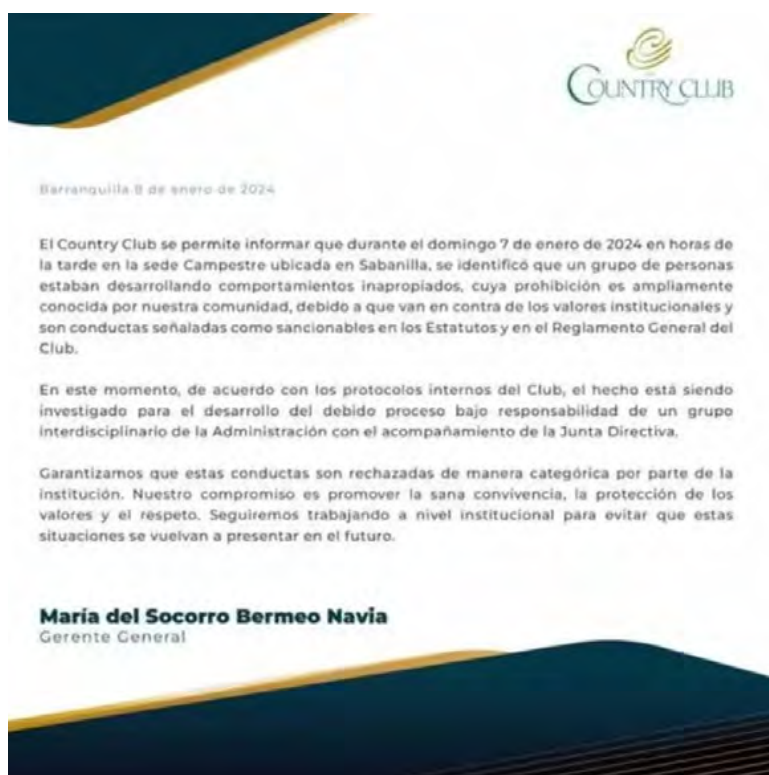 COUNTRY CLUB
Barranquilla 8 de enero de 2024
El Country Club se permite informar que durante el domingo 7 de enero de 2024 en horas de
la tarde en la sede Campestre ubicada en Sabanilla, se identificó que un grupo de personas
estaban desarrollando comportamientos inapropiados, cuya prohibición es ampliamente
conocida por nuestra comunidad, debido a que van en contra de los valores institucionales y
son conductas señaladas como sancionables en los Estatutos y en el Reglamento General del
Club.
En este momento, de acuerdo con los protocolos internos del Club, el hecho está siendo
investigado para el desarrollo del debido proceso bajo responsabilidad de un grupo
interdisciplinario de la Administración con el acompañamiento de la Junta Directiva.
Garantizamos que estas conductas son rechazadas de manera categórica por parte de la
institución. Nuestro compromiso es promover la sana convivencia, la protección de los
valores y el respeto. Seguiremos trabajando a nivel institucional para evitar que estas
situaciones se vuelvan a presentar en el futuro.
María del Socorro Bermeo Navia
Gerente General